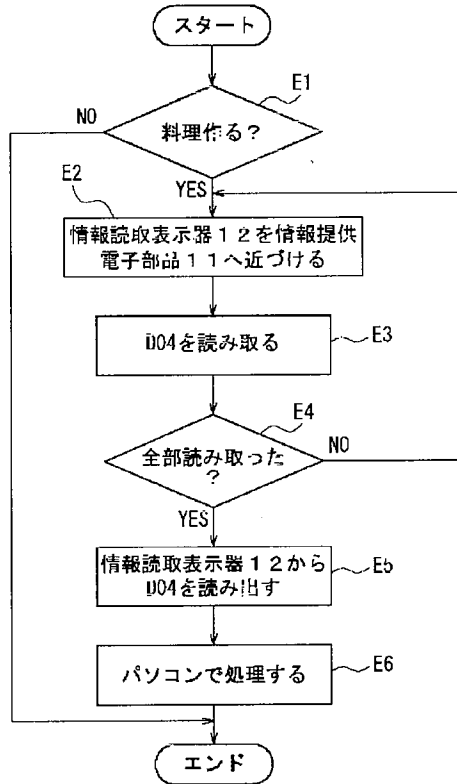 スタート
E1
NO
料理作る？
E2
YES
情報読取表示器１２を情報提供
電子部品１１へ近づける
D04を読み取る
E3
E4
全部読み取った
？
NO
YES
情報読取表示器１２から
D04を読み出す
E5
パソコンで処理する
E6
エンド